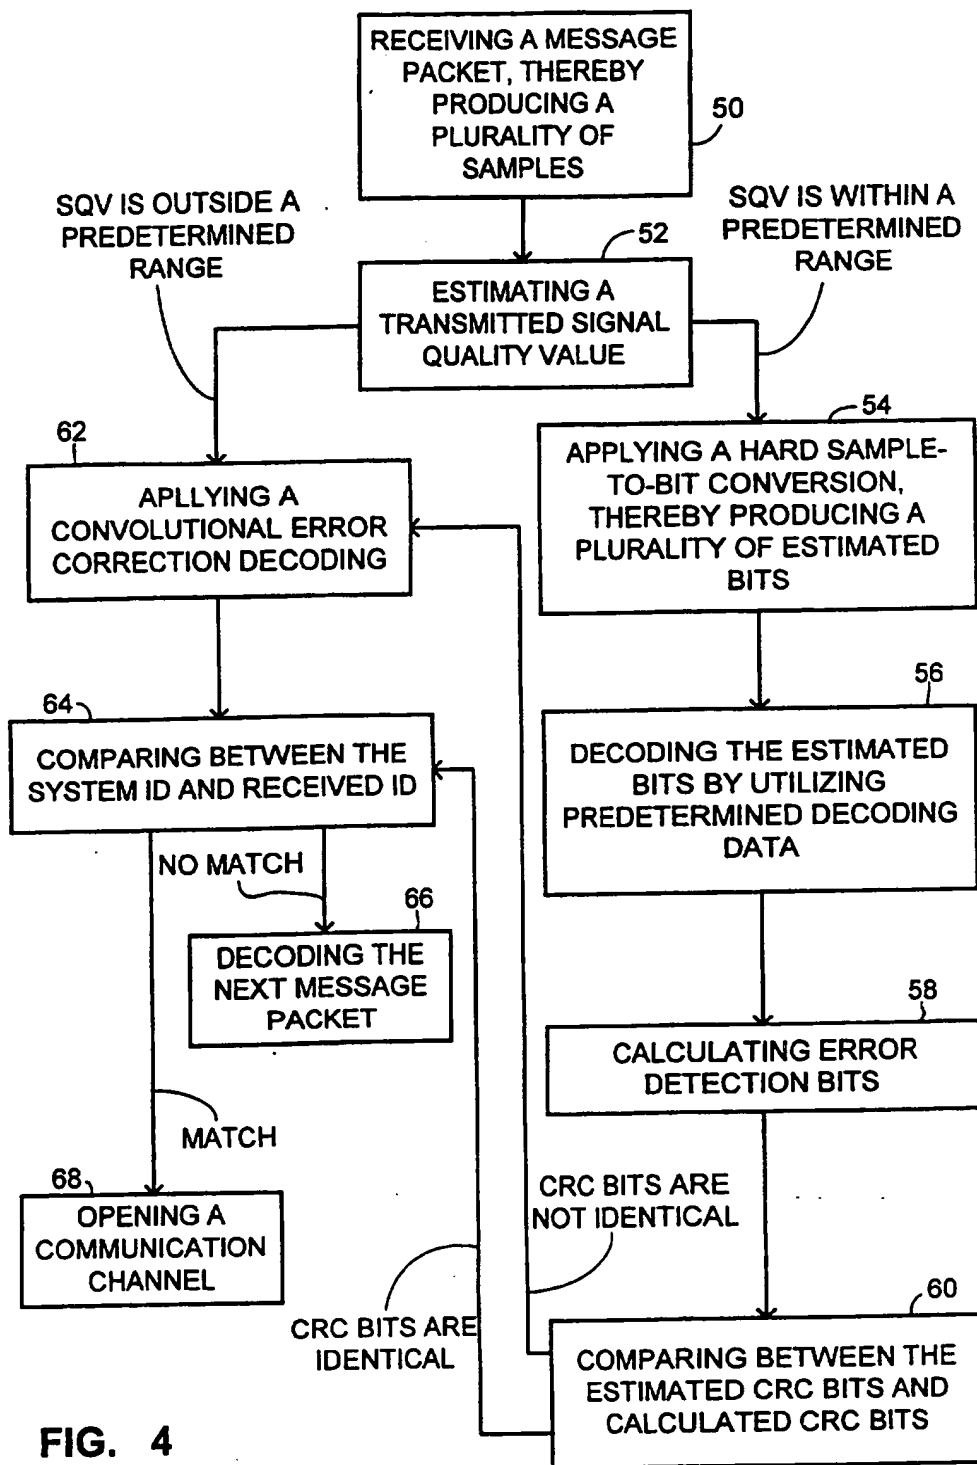 RECEIVING A MESSAGE
PACKET, THEREBY
PRODUCING A
PLURALITY OF
SAMPLES
50
SQV IS OUTSIDE A
PREDETERMINED
RANGE
52
SQV IS WITHIN A
PREDETERMINED
RANGE
ESTIMATING A
TRANSMITTED SIGNAL
QUALITY VALUE
62
APLLYING A
CONVOLUTIONAL ERROR
CORRECTION DECODING
54
APPLYING A HARD SAMPLE-
TO-BIT CONVERSION,
THEREBY PRODUCING A
PLURALITY OF ESTIMATED
BITS
64
COMPARING BETWEEN THE
SYSTEM ID AND RECEIVED ID
56
DECODING THE ESTIMATED
BITS BY UTILIZING
PREDETERMINED DECODING
DATA
NO MATCH
66
DECODING THE
NEXT MESSAGE
PACKET
58
CALCULATING ERROR
DETECTION BITS
MATCH
68
OPENING A
COMMUNICATION
CHANNEL
CRC BITS ARE
NOT IDENTICAL
CRC BITS ARE
IDENTICAL
60
COMPARING BETWEEN THE
ESTIMATED CRC BITS AND
CALCULATED CRC BITS
FIG. 4